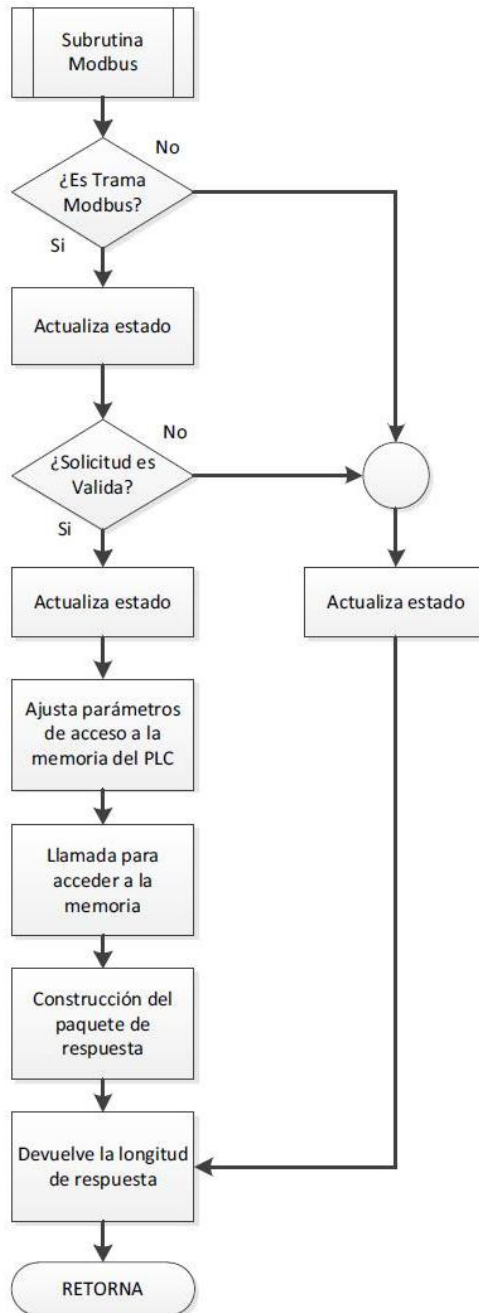 Subrutina
Modbus
No
¿Es Trama
Modbus?
Si
Actualiza estado
No
¿Solicitud es
Valida?
Si
Actualiza estado
Actualiza estado
Ajusta parámetros
de acceso a la
memoria del PLC
Llamada para
acceder a la
memoria
Construcción del
paquete de
respuesta
Devuelve la longitud
de respuesta
RETORNA